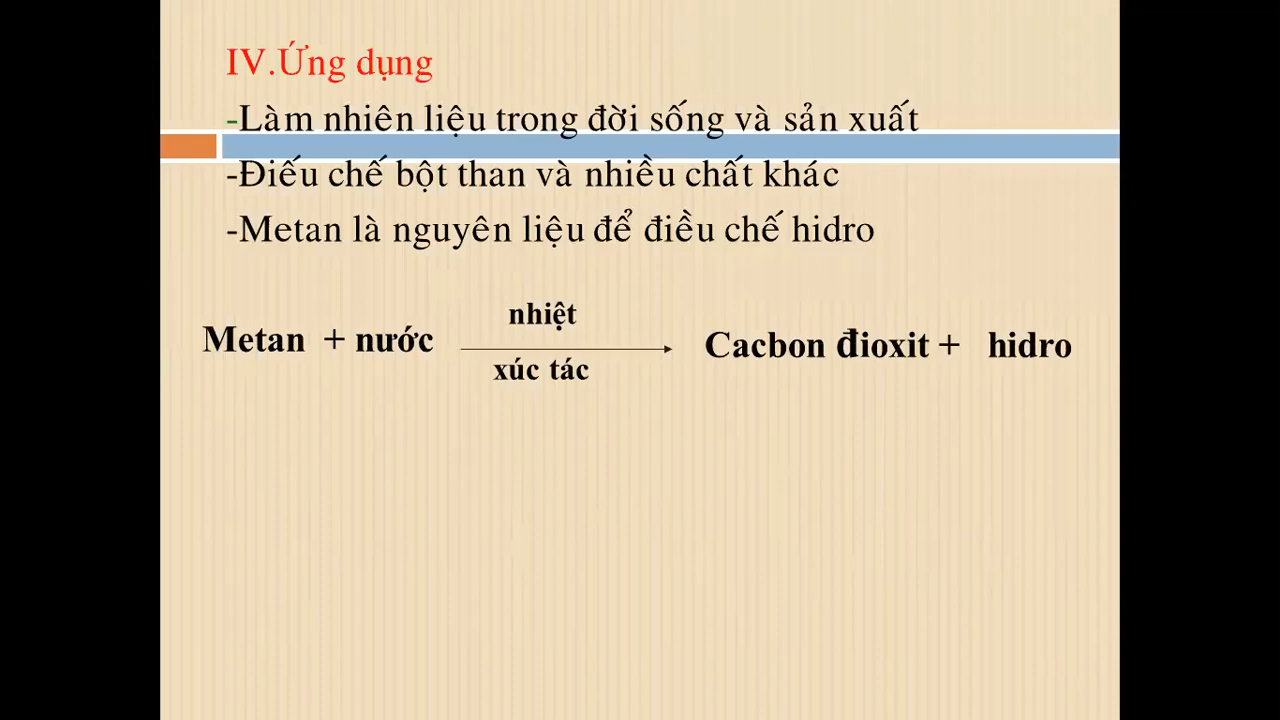 IV.Ứng dụng
-Làm nhiên liệu trong đời sống và sản xuất
-Điếu chế bột than và nhiều chất khác
-Metan là nguyên liệu để điều chế hidro
nhiệt
Metan + nước
Cacbon đioxit + hidro
xúc tác